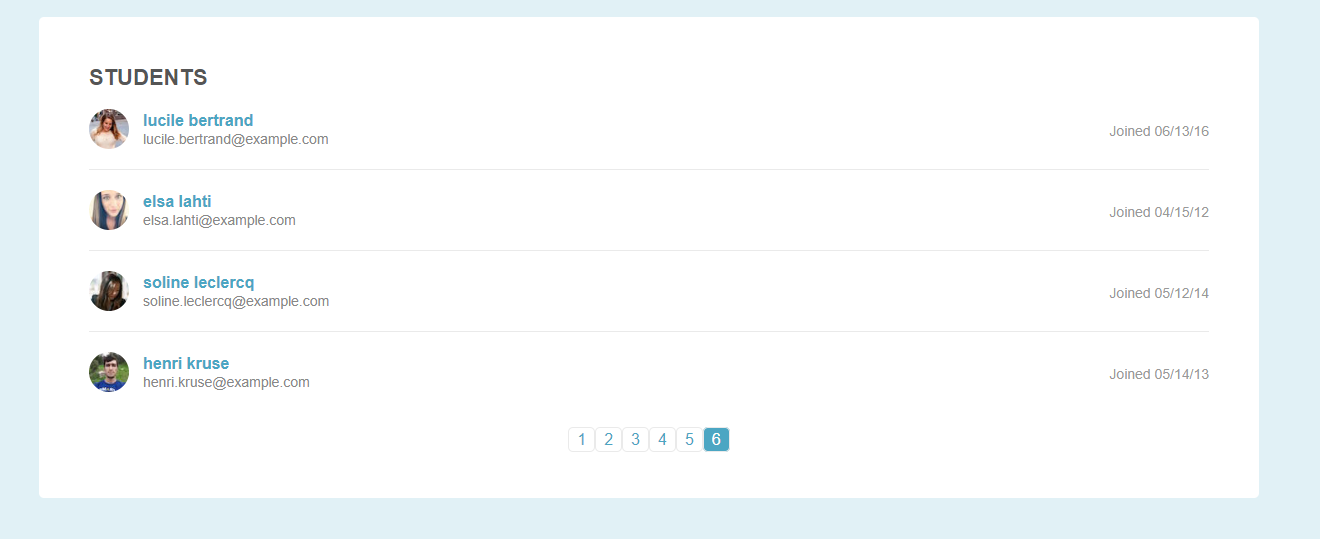 STUDENTS
lucile bertrand
lucile.bertrand@example.com
Joined 06/13/16
elsa lahti
elsa.lahti@example.com
Joined 04/15/12
soline leclercq
soline.leclercq@example.com
Joined 05/12/14
henri kruse
henri.kruse@example.com
Joined 05/14/13
1 2 3 4 5 6